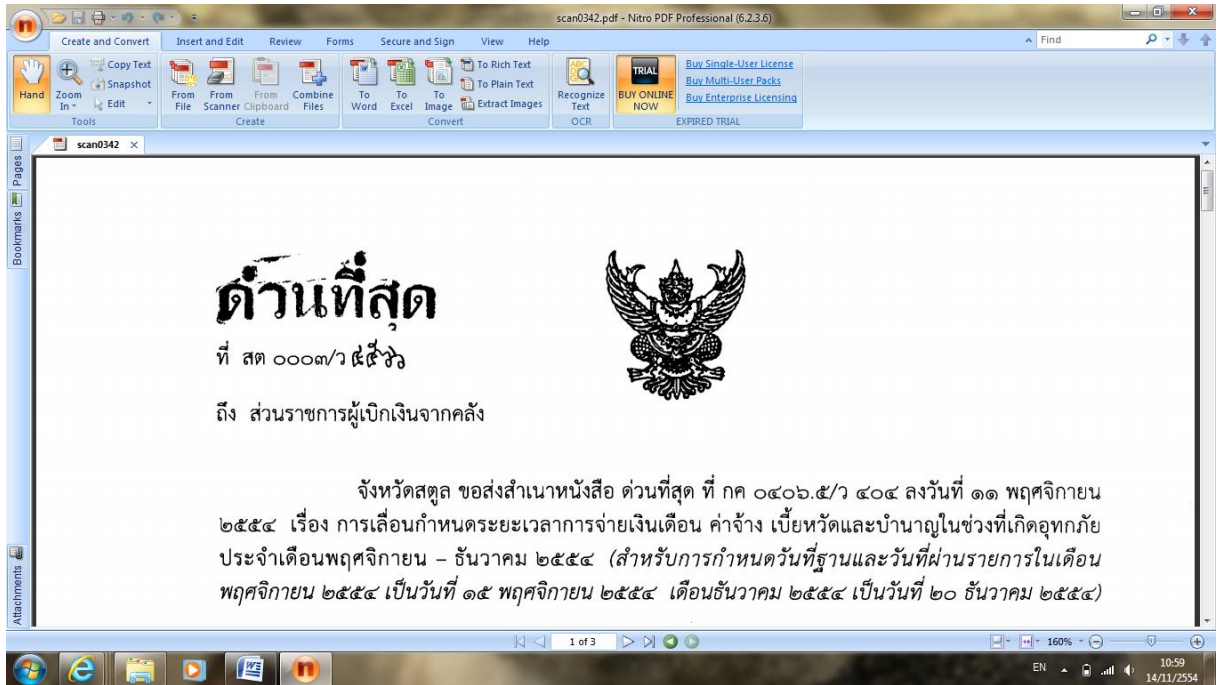 scan0342.pdf - Nitro PDF Professional (6.2.3.6)
Create and Convert Insert and Edit Review Forms Secure and Sign View Help Find
Hand
Zoom In
Copy Text
Snapshot
Edit
Tools
From File
From Scanner
From Clipboard
Combine Files
Create
To Word
To Excel
To Image
To Rich Text
To Plain Text
Extract Images
Convert
ABC
Recognize Text
OCR
TRIAL
BUY ONLINE NOW
Buy Single-User License
Buy Multi-User Packs
Buy Enterprise Licensing
EXPIRED TRIAL
scan0342
Pages
Bookmarks
Attachments
ด่วนที่สุด
ที่ สต ๐๐๐๓/ว
ถึง ส่วนราชการผู้เบิกเงินจากคลัง
จังหวัดสตูล ขอส่งสำเนาหนังสือ ด่วนที่สุด ที่ กค ๐๔๐๖.๕/ว ๔๐๔ ลงวันที่ ๑๑ พฤศจิกายน
๒๕๕๔ เรื่อง การเลื่อนกำหนดระยะเวลาการจ่ายเงินเดือน ค่าจ้าง เบี้ยหวัดและบำนาญในช่วงที่เกิดอุทกภัย
ประจำเดือนพฤศจิกายน – ธันวาคม ๒๕๕๔ (สำหรับการกำหนดวันที่ฐานและวันที่ผ่านรายการในเดือน
พฤศจิกายน ๒๕๕๔ เป็นวันที่ ๑๕ พฤศจิกายน ๒๕๕๔ เดือนธันวาคม ๒๕๕๔ เป็นวันที่ ๒๐ ธันวาคม ๒๕๕๔)
1 of 3
160%
EN
10:59
14/11/2554